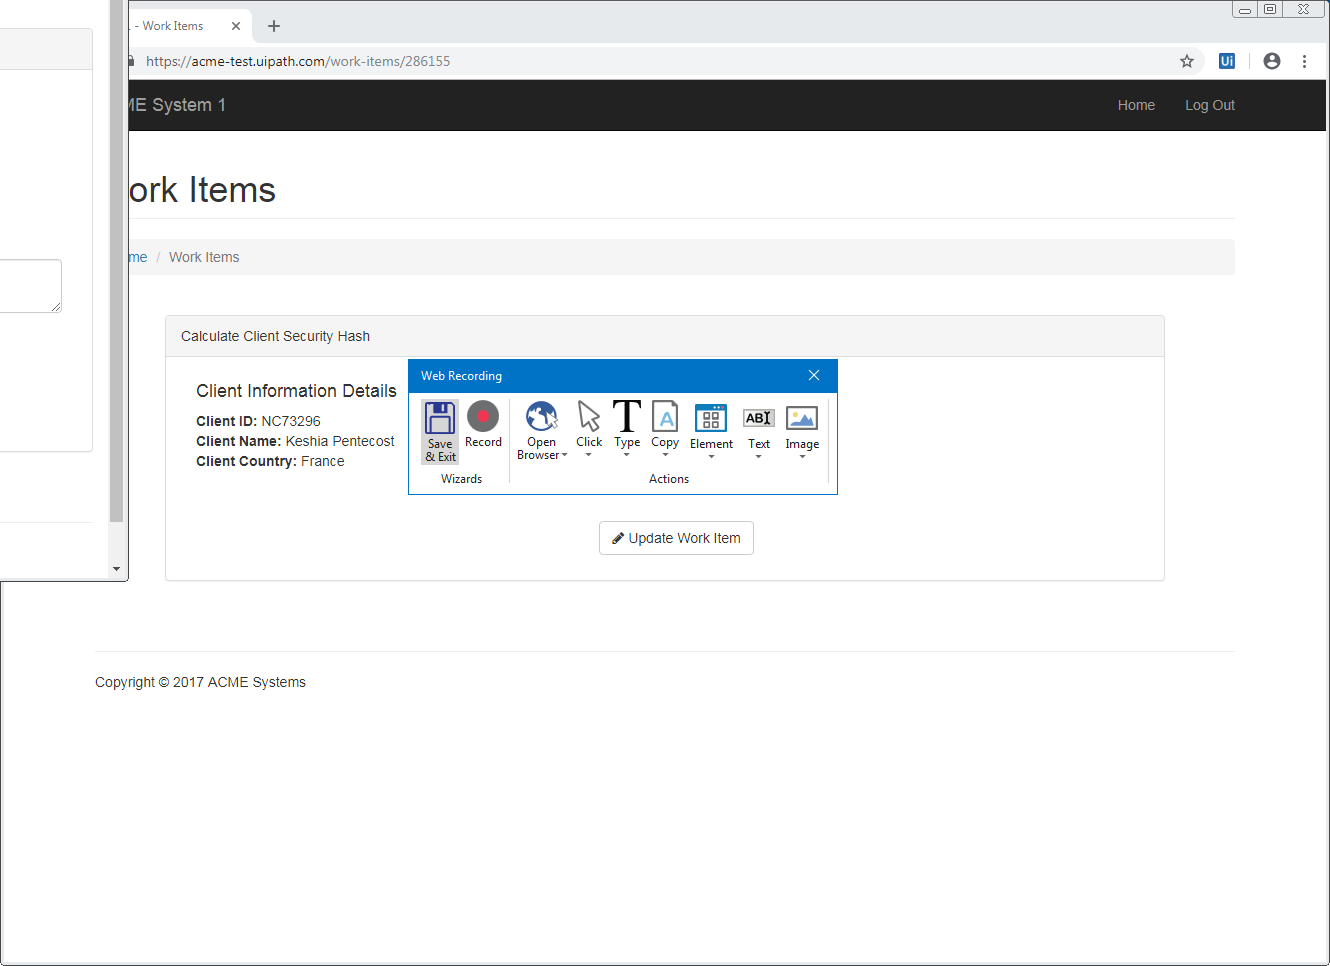 . - Work Items
https://acme-test.uipath.com/work-items/286155
Ui
ME System 1
Home
Log Out
ork Items
me / Work Items
Calculate Client Security Hash
Client Information Details
Client ID: NC73296
Client Name: Keshia Pentecost
Client Country: France
Web Recording
Save & Exit
Record
Open Browser
Click
Type
Copy
Element
Text
Image
A
ABI
Wizards
Actions
Update Work Item
Copyright © 2017 ACME Systems